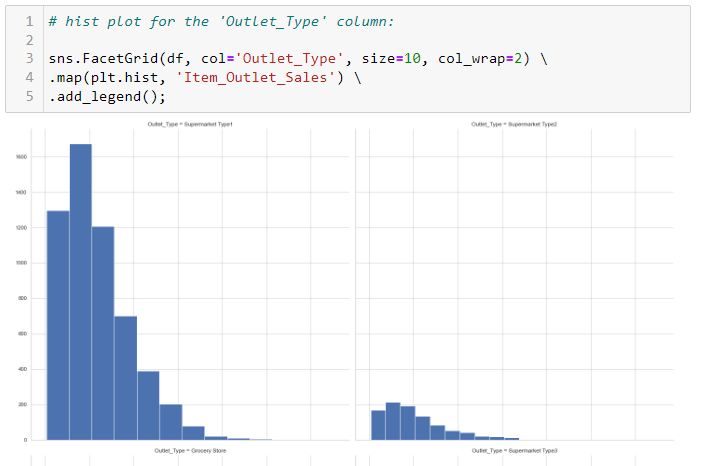 1 # hist plot for the 'Outlet_Type' column:
2
3 sns.FacetGrid(df, col='Outlet_Type', size=10, col_wrap=2) \
4 .map(plt.hist, 'Item_Outlet_Sales') \
5 .add_legend();
Outlet_Type = Supermarket Type1 Outlet_Type = Supermarket Type2
1600
1400
1200
1000
800
600
400
200
0
Outlet_Type = Grocery Store Outlet_Type = Supermarket Type3